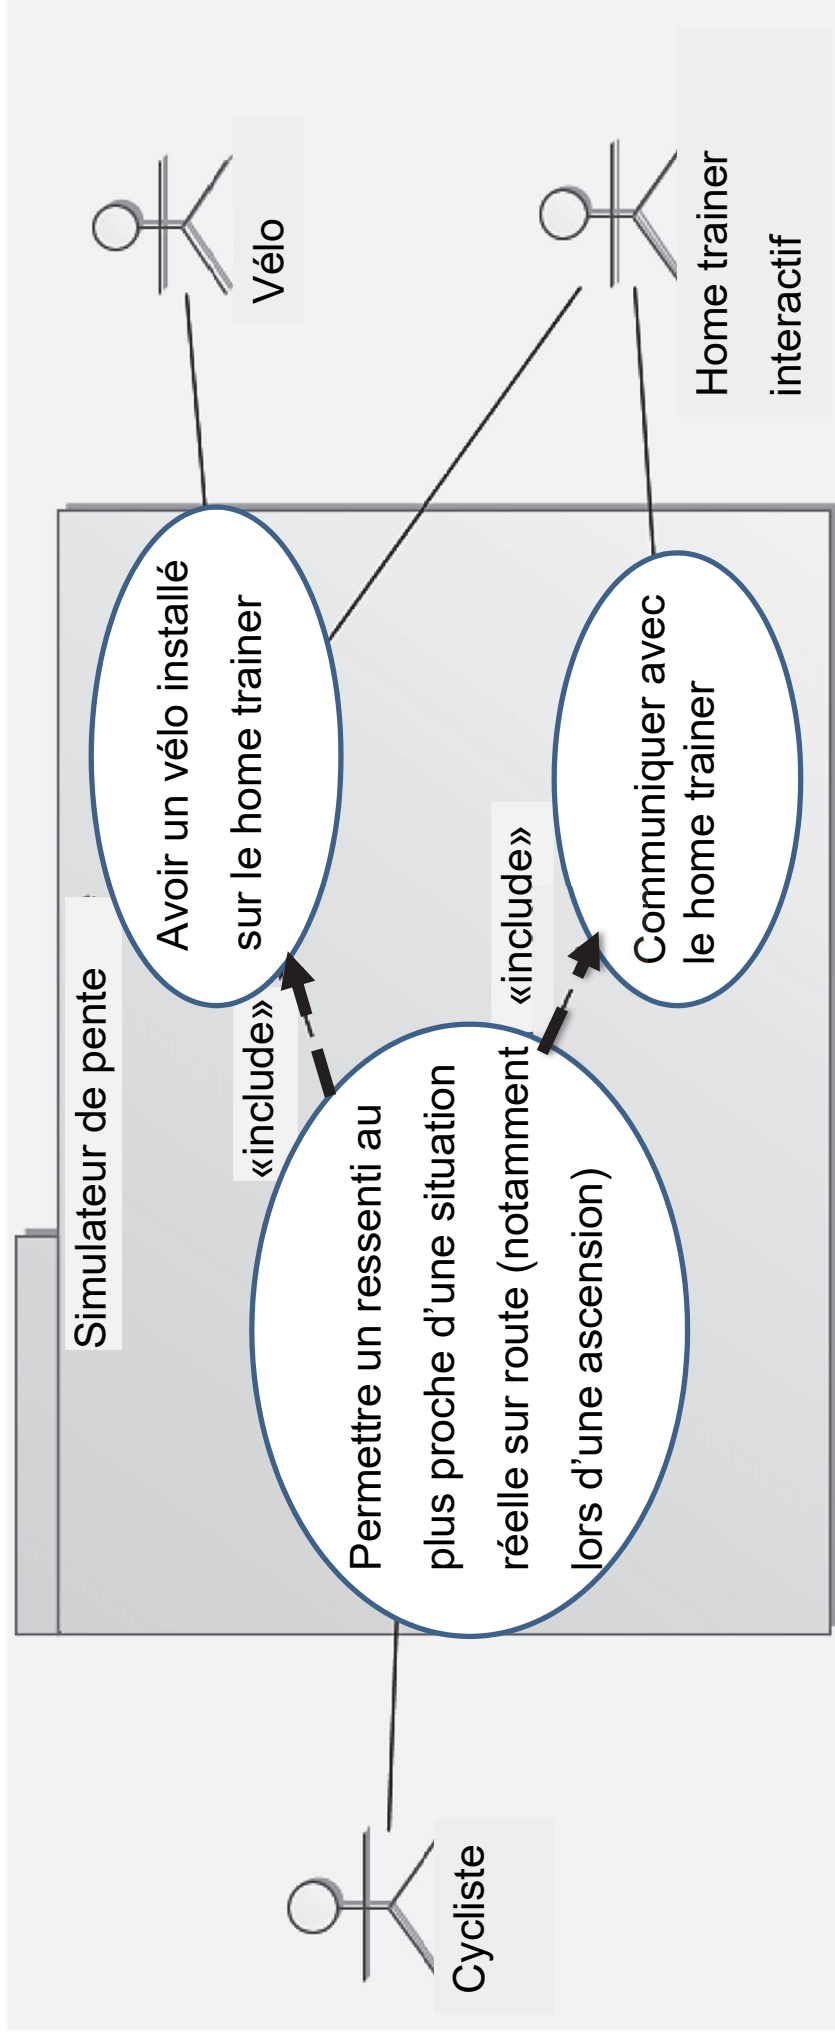 Simulateur de pente
Cycliste
Permettre un ressenti au
plus proche d’une situation
réelle sur route (notamment
lors d’une ascension)
«include»
«include»
Avoir un vélo installé
sur le home trainer
Communiquer avec
le home trainer
Vélo
Home trainer
interactif